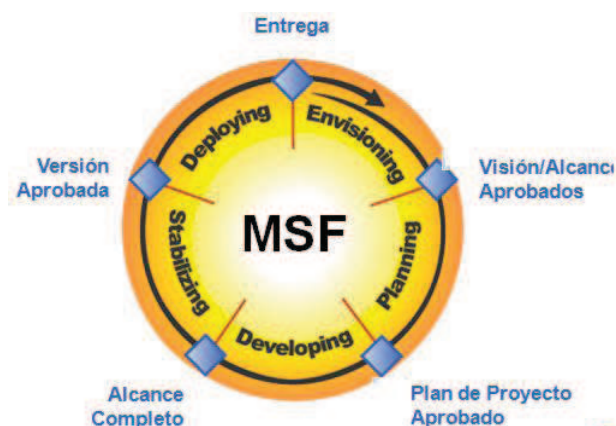 Entrega
Deploying
Envisioning
Versión
Aprobada
Visión/Alcance
Aprobados
MSF
Stabilizing
Planning
Developing
Alcance
Completo
Plan de Proyecto
Aprobado